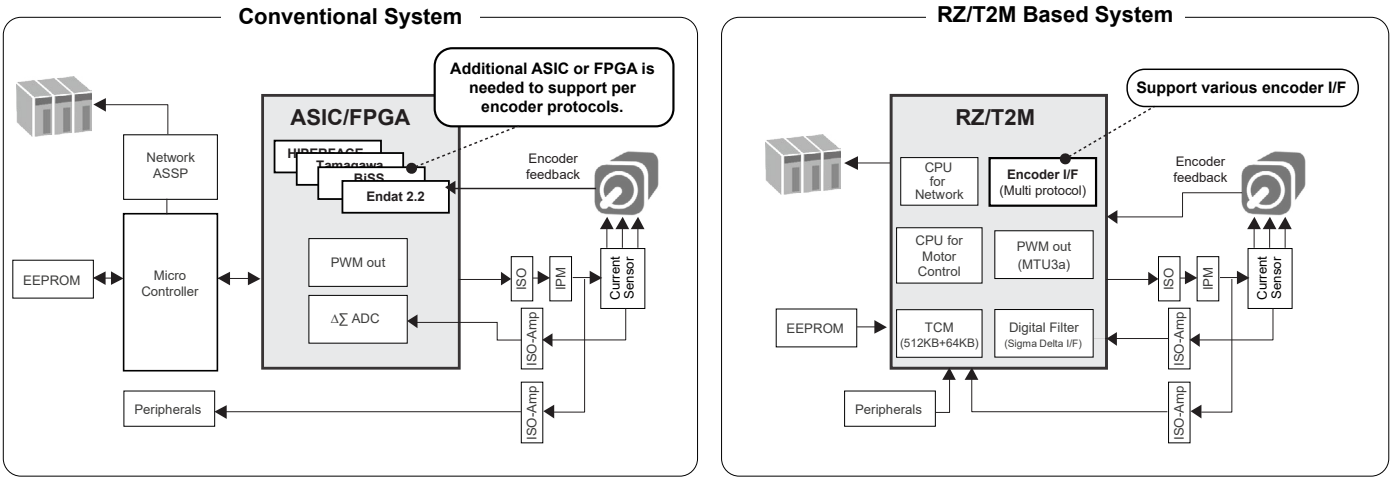 Conventional System
Additional ASIC or FPGA is
needed to support per
encoder protocols.
ASIC/FPGA
HIPERFACE
Tamagawa
BiSS
Endat 2.2
Network
ASSP
Encoder
feedback
EEPROM
Micro
Controller
PWM out
ΔΣ ADC
ISO
IPM
Current
Sensor
ISO-Amp
Peripherals
ISO-Amp
RZ/T2M Based System
Support various encoder I/F
RZ/T2M
CPU
for
Network
Encoder I/F
(Multi protocol)
Encoder
feedback
CPU for
Motor
Control
PWM out
(MTU3a)
ISO
IPM
Current
Sensor
EEPROM
TCM
(512KB+64KB)
Digital Filter
(Sigma Delta I/F)
ISO-Amp
Peripherals
ISO-Amp